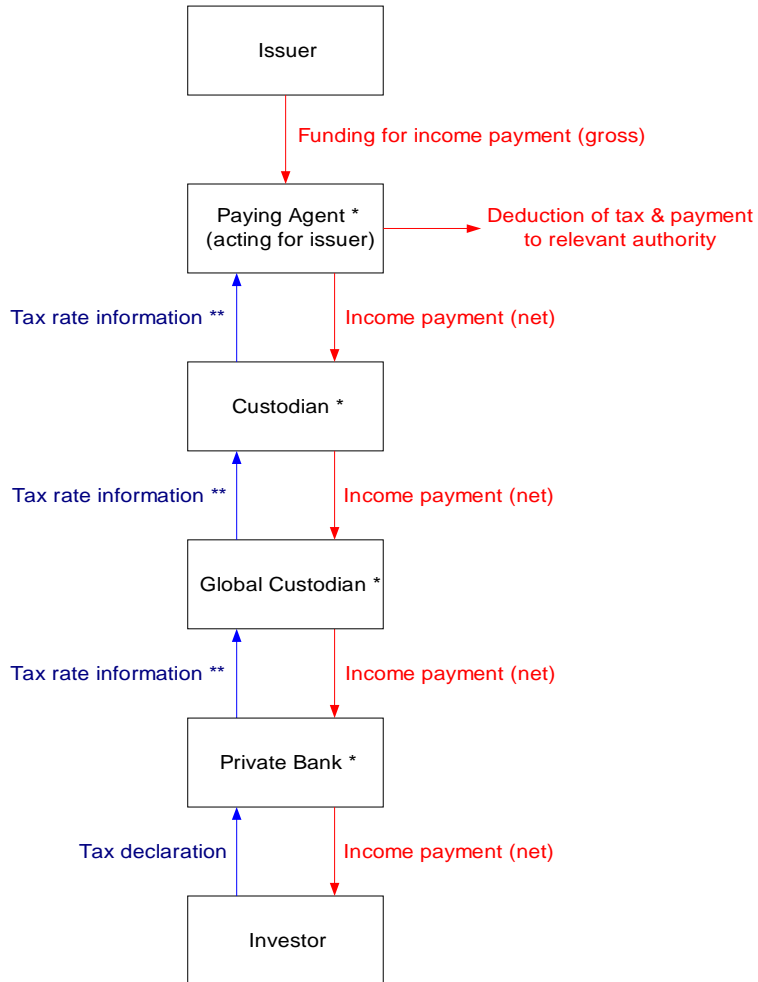 Issuer
Funding for income payment (gross)
Paying Agent *
(acting for issuer)
Deduction of tax & payment
to relevant authority
Tax rate information **
Income payment (net)
Custodian *
Tax rate information **
Income payment (net)
Global Custodian *
Tax rate information **
Income payment (net)
Private Bank *
Tax declaration
Income payment (net)
Investor